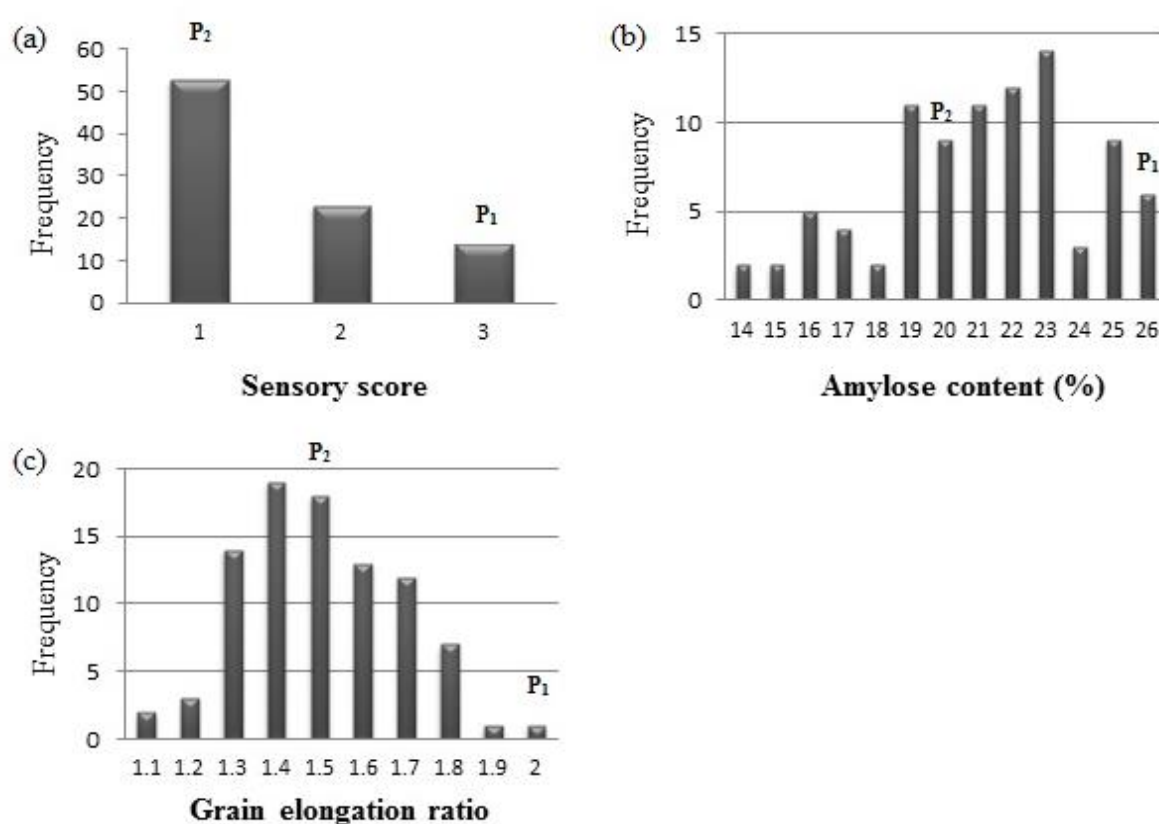 (a)
P₂
P₁
Frequency
60
50
40
30
20
10
0
1 2 3
Sensory score
(b)
P₂
P₁
Frequency
15
10
5
0
14 15 16 17 18 19 20 21 22 23 24 25 26
Amylose content (%)
(c)
P₂
P₁
Frequency
20
15
10
5
0
1.1 1.2 1.3 1.4 1.5 1.6 1.7 1.8 1.9 2
Grain elongation ratio